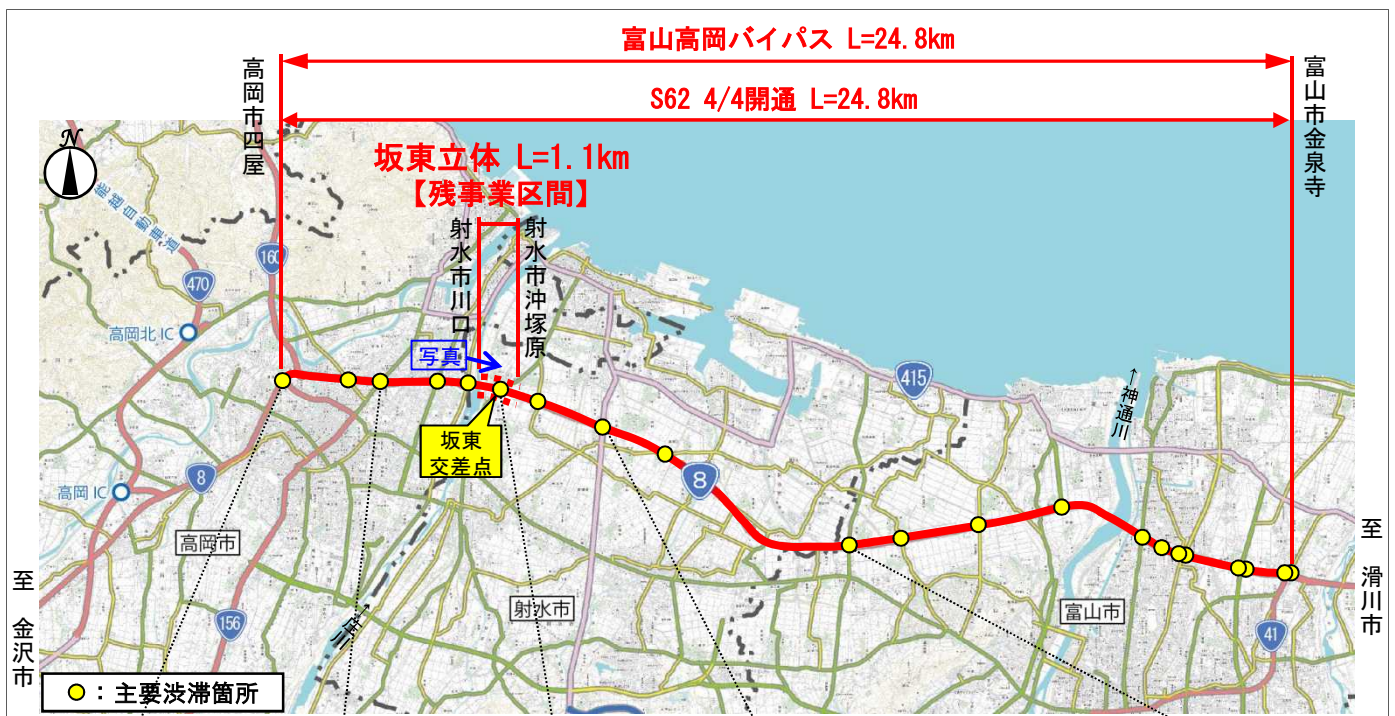 富山高岡バイパス L=24.8km
S62 4/4開通 L=24.8km
高岡市四屋
富山市金泉寺
坂東立体 L=1.1km
【残事業区間】
射水市川口
射水市沖塚原
N
能越自動車道
160
470
高岡北IC
写真
坂東
交差点
415
←神通川
8
8
高岡IC
高岡市
至 金沢市
156
←庄川
射水市
富山市
41
至 滑川市
:主要渋滞箇所